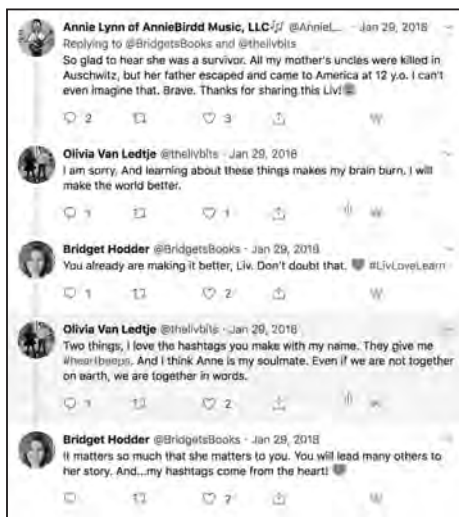 Annie Lynn of AnnieBirdd Music, LLC🎶 @AnnieL... · Jan 29, 2018
Replying to @BridgetsBooks and @thelivbits
So glad to hear she was a survivor. All my mother's uncles were killed in
Auschwitz, but her father escaped and came to America at 12 y.o. I can't
even imagine that. Brave. Thanks for sharing this Liv!
2 3
Olivia Van Ledtje @thelivbits · Jan 29, 2018
I am sorry. And learning about these things makes my brain burn. I will
make the world better.
1 1
Bridget Hodder @BridgetsBooks · Jan 29, 2018
You already are making it better, Liv. Don't doubt that. #LivLoveLearn
1 2
Olivia Van Ledtje @thelivbits · Jan 29, 2018
Two things, I love the hashtags you make with my name. They give me
#heartbeeps. And I think Anne is my soulmate. Even if we are not together
on earth, we are together in words.
1 2
Bridget Hodder @BridgetsBooks · Jan 29, 2018
It matters so much that she matters to you. You will lead many others to
her story. And...my hashtags come from the heart!